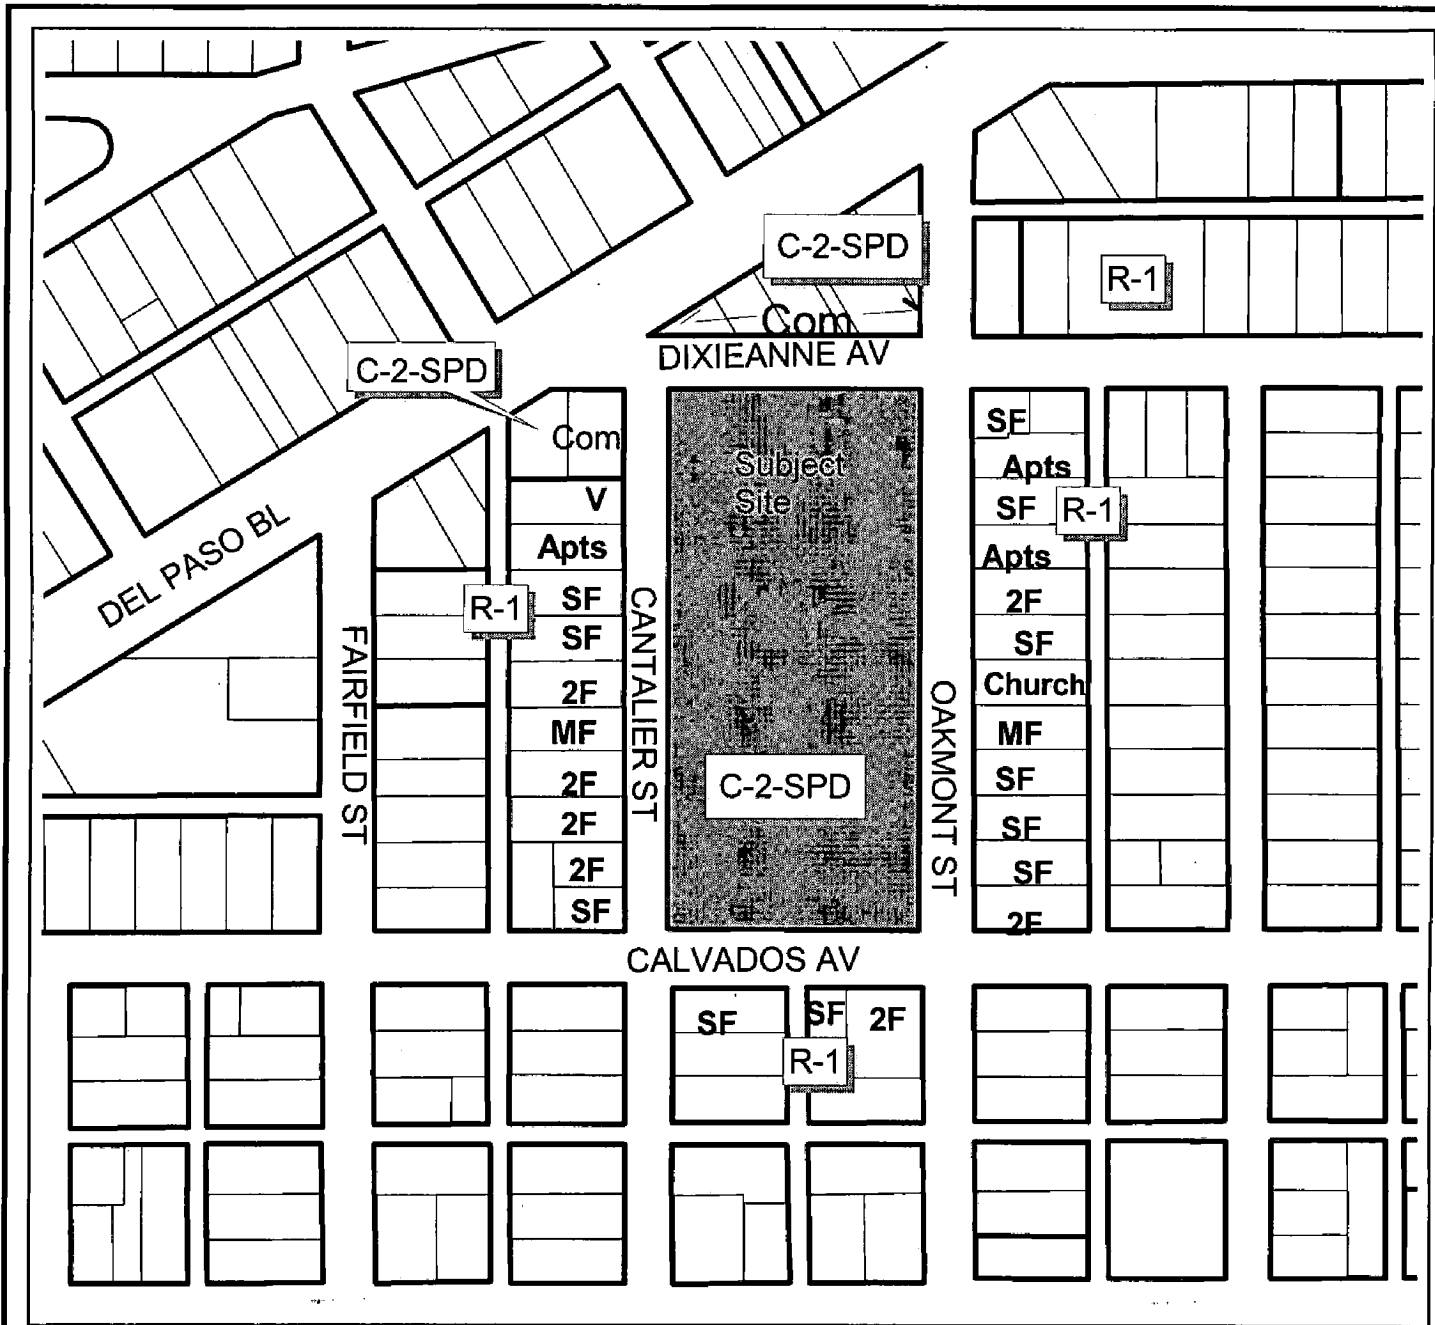 C-2-SPD
R-1
Com
DIXIEANNE AV
C-2-SPD
Com
SF
Subject
Site
Apts
V
SF
R-1
DEL PASO BL
Apts
Apts
R-1
SF
2F
SF
SF
FAIRFIELD ST
CANTALIER ST
OAKMONT ST
2F
Church
MF
MF
2F
C-2-SPD
SF
2F
SF
2F
SF
SF
2F
CALVADOS AV
SF
SF
2F
R-1